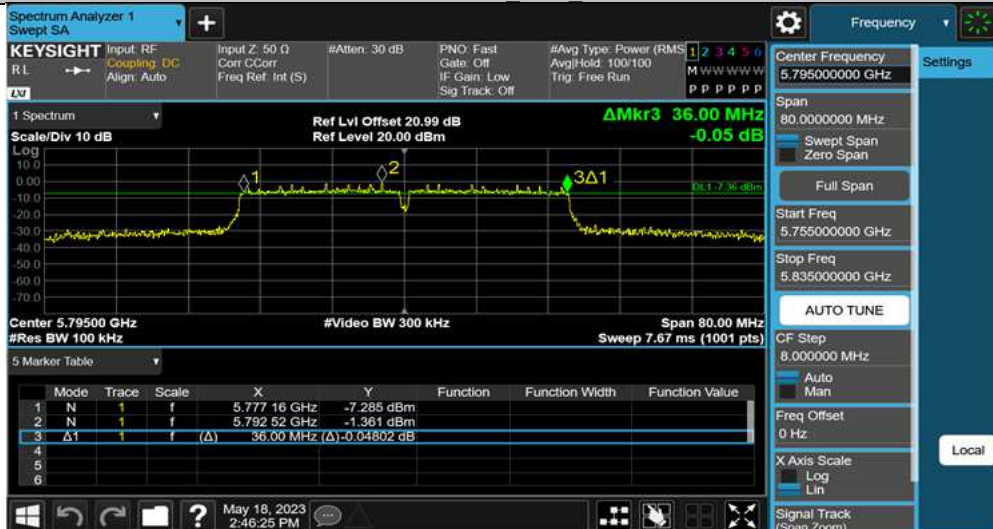 Spectrum Analyzer 1
Swept SA
+
Frequency
KEYSIGHT
RL
LXI
Input: RF
Coupling: DC
Align: Auto
Input Z: 50 Ω
Corr CCorr
Freq Ref: Int (S)
#Atten: 30 dB
PNO: Fast
Gate: Off
IF Gain: Low
Sig Track: Off
#Avg Type: Power (RMS
Avg|Hold: 100/100
Trig: Free Run
1 2 3 4 5 6
M W W W W W
P P P P P P
1 Spectrum
Scale/Div 10 dB
Ref Lvl Offset 20.99 dB
Ref Level 20.00 dBm
ΔMkr3 36.00 MHz
-0.05 dB
Log
10.0
0.00
-10.0
-20.0
-30.0
-40.0
-50.0
-60.0
-70.0
1
2
3Δ1
DL1 -7.36 dBm
Center 5.79500 GHz
#Res BW 100 kHz
#Video BW 300 kHz
Span 80.00 MHz
Sweep 7.67 ms (1001 pts)
5 Marker Table
Mode Trace Scale X Y Function Function Width Function Value
1 N 1 f 5.777 16 GHz -7.285 dBm
2 N 1 f 5.792 52 GHz -1.361 dBm
3 Δ1 1 f (Δ) 36.00 MHz (Δ)-0.04802 dB
4
5
6
?
May 18, 2023
2:46:25 PM
Center Frequency
5.795000000 GHz
Span
80.0000000 MHz
Swept Span
Zero Span
Full Span
Start Freq
5.755000000 GHz
Stop Freq
5.835000000 GHz
AUTO TUNE
CF Step
8.000000 MHz
Auto
Man
Freq Offset
0 Hz
X Axis Scale
Log
Lin
Signal Track
(Span Zoom)
Settings
Local